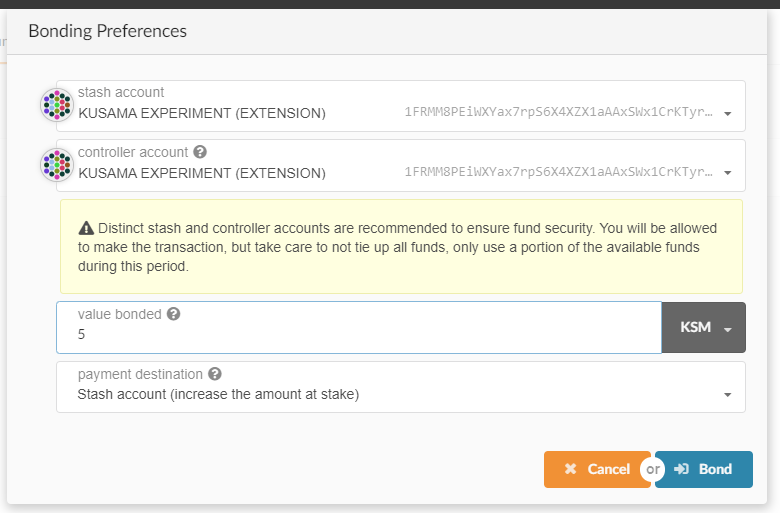 Bonding Preferences
stash account
KUSAMA EXPERIMENT (EXTENSION) 1FRMM8PEiWXYax7rpS6X4XZX1aAAxSWx1CrKTyr…
controller account
KUSAMA EXPERIMENT (EXTENSION) 1FRMM8PEiWXYax7rpS6X4XZX1aAAxSWx1CrKTyr…
Distinct stash and controller accounts are recommended to ensure fund security. You will be allowed
to make the transaction, but take care to not tie up all funds, only use a portion of the available funds
during this period.
value bonded
5
KSM
payment destination
Stash account (increase the amount at stake)
Cancel or Bond